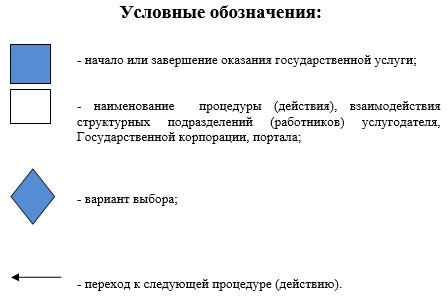 Условные обозначения:
- начало или завершение оказания государственной услуги;
- наименование процедуры (действия), взаимодействия
структурных подразделений (работников) услугодателя,
Государственной корпорации, портала;
- вариант выбора;
- переход к следующей процедуре (действию).